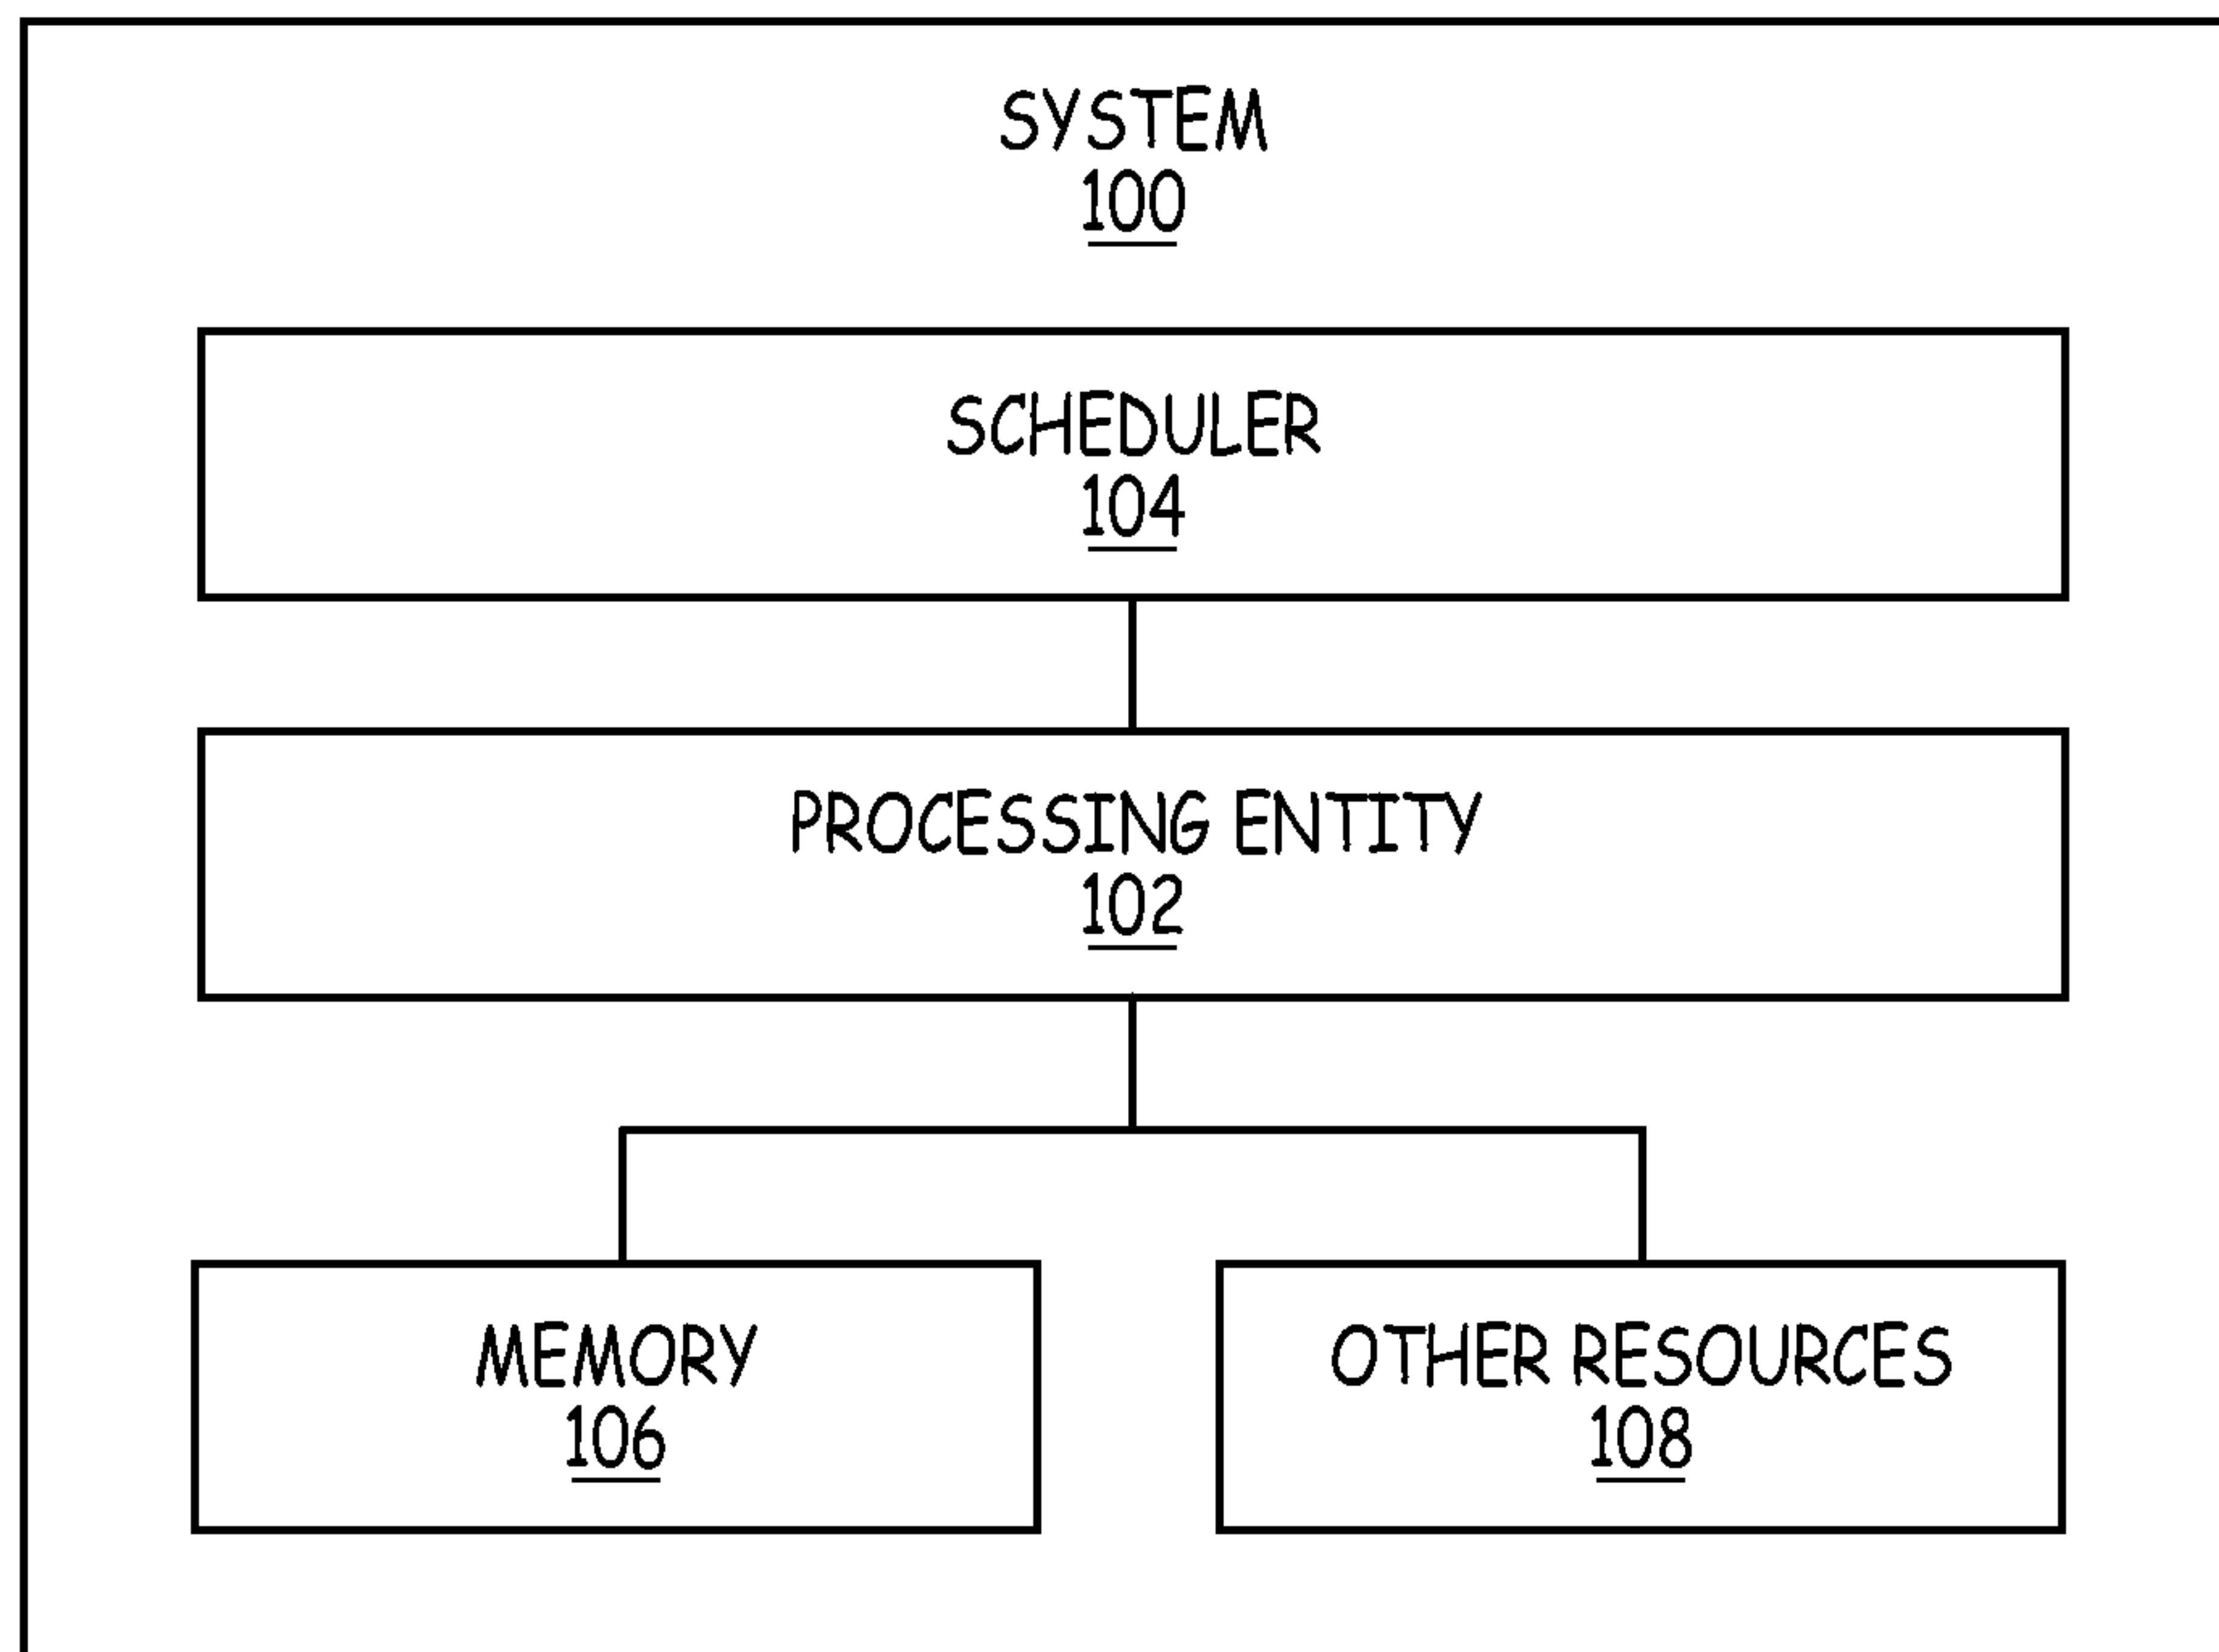 SYSTEM
100
SCHEDULER
104
PROCESSING ENTITY
102
MEMORY
106
OTHER RESOURCES
108